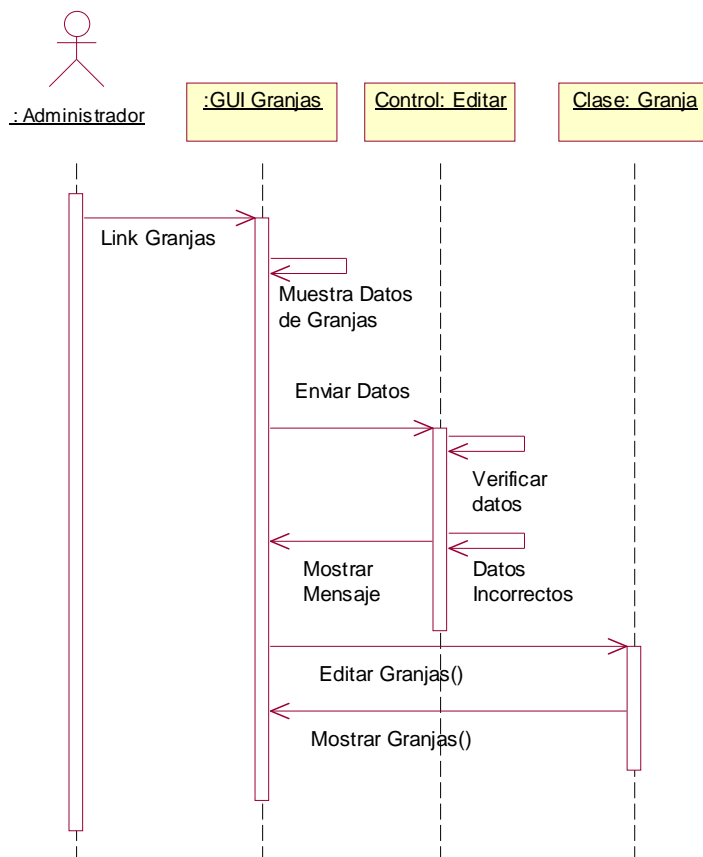 : Administrador
:GUI Granjas
Control: Editar
Clase: Granja
Link Granjas
Muestra Datos
de Granjas
Enviar Datos
Verificar
datos
Mostrar
Mensaje
Datos
Incorrectos
Editar Granjas()
Mostrar Granjas()